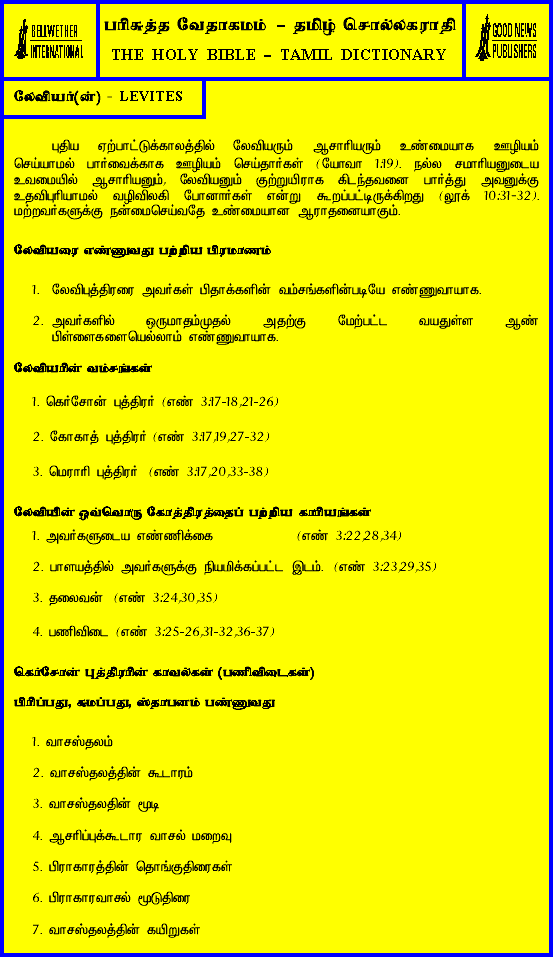 BELLWETHER
INTERNATIONAL
பரிசுத்த வேதாகமம் – தமிழ் சொல்லகராதி
THE HOLY BIBLE – TAMIL DICTIONARY
GOOD NEWS
PUBLISHERS
லேவியர்(ன்) - LEVITES
புதிய ஏற்பாட்டுக்காலத்தில் லேவியரும் ஆசாரியரும் உண்மையாக ஊழியம்
செய்யாமல் பார்வைக்காக ஊழியம் செய்தார்கள் (யோவா 1:19). நல்ல சமாரியனுடைய
உவமையில் ஆசாரியனும், லேவியனும் குற்றுயிராக கிடந்தவனை பார்த்து அவனுக்கு
உதவிபுரியாமல் வழிவிலகி போனார்கள் என்று கூறப்பட்டிருக்கிறது (லூக் 10:31-32).
மற்றவர்களுக்கு நன்மைசெய்வதே உண்மையான ஆராதனையாகும்.
லேவியரை எண்ணுவது பற்றிய பிரமாணம்
1. லேவிபுத்திரரை அவர்கள் பிதாக்களின் வம்சங்களின்படியே எண்ணுவாயாக.
2. அவர்களில் ஒருமாதம்முதல் அதற்கு மேற்பட்ட வயதுள்ள ஆண்
பிள்ளைகளையெல்லாம் எண்ணுவாயாக.
லேவியரின் வம்சங்கள்
1. கெர்சோன் புத்திரர் (எண் 3:17-18,21-26)
2. கோகாத் புத்திரர் (எண் 3:17,19,27-32)
3. மெராரி புத்திரர் (எண் 3:17,20,33-38)
லேவியின் ஒவ்வொரு கோத்திரத்தைப் பற்றிய காரியங்கள்
1. அவர்களுடைய எண்ணிக்கை (எண் 3:22,28,34)
2. பாளயத்தில் அவர்களுக்கு நியமிக்கப்பட்ட இடம். (எண் 3:23,29,35)
3. தலைவன் (எண் 3:24,30,35)
4. பணிவிடை (எண் 3:25-26,31-32,36-37)
கெர்சோன் புத்திரரின் காவல்கள் (பணிவிடைகள்)
பிரிப்பது, சுமப்பது, ஸ்தாபனம் பண்ணுவது
1. வாசஸ்தலம்
2. வாசஸ்தலத்தின் கூடாரம்
3. வாசஸ்தலதின் மூடி
4. ஆசரிப்புக்கூடார வாசல் மறைவு
5. பிராகாரத்தின் தொங்குதிரைகள்
6. பிராகாரவாசல் மூடுதிரை
7. வாசஸ்தலத்தின் கயிறுகள்